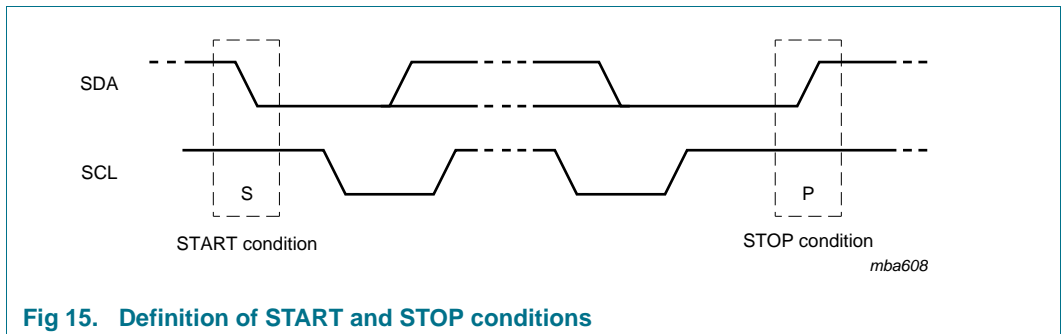 SDA
SCL
S
P
START condition
STOP condition
mba608
Fig 15. Definition of START and STOP conditions